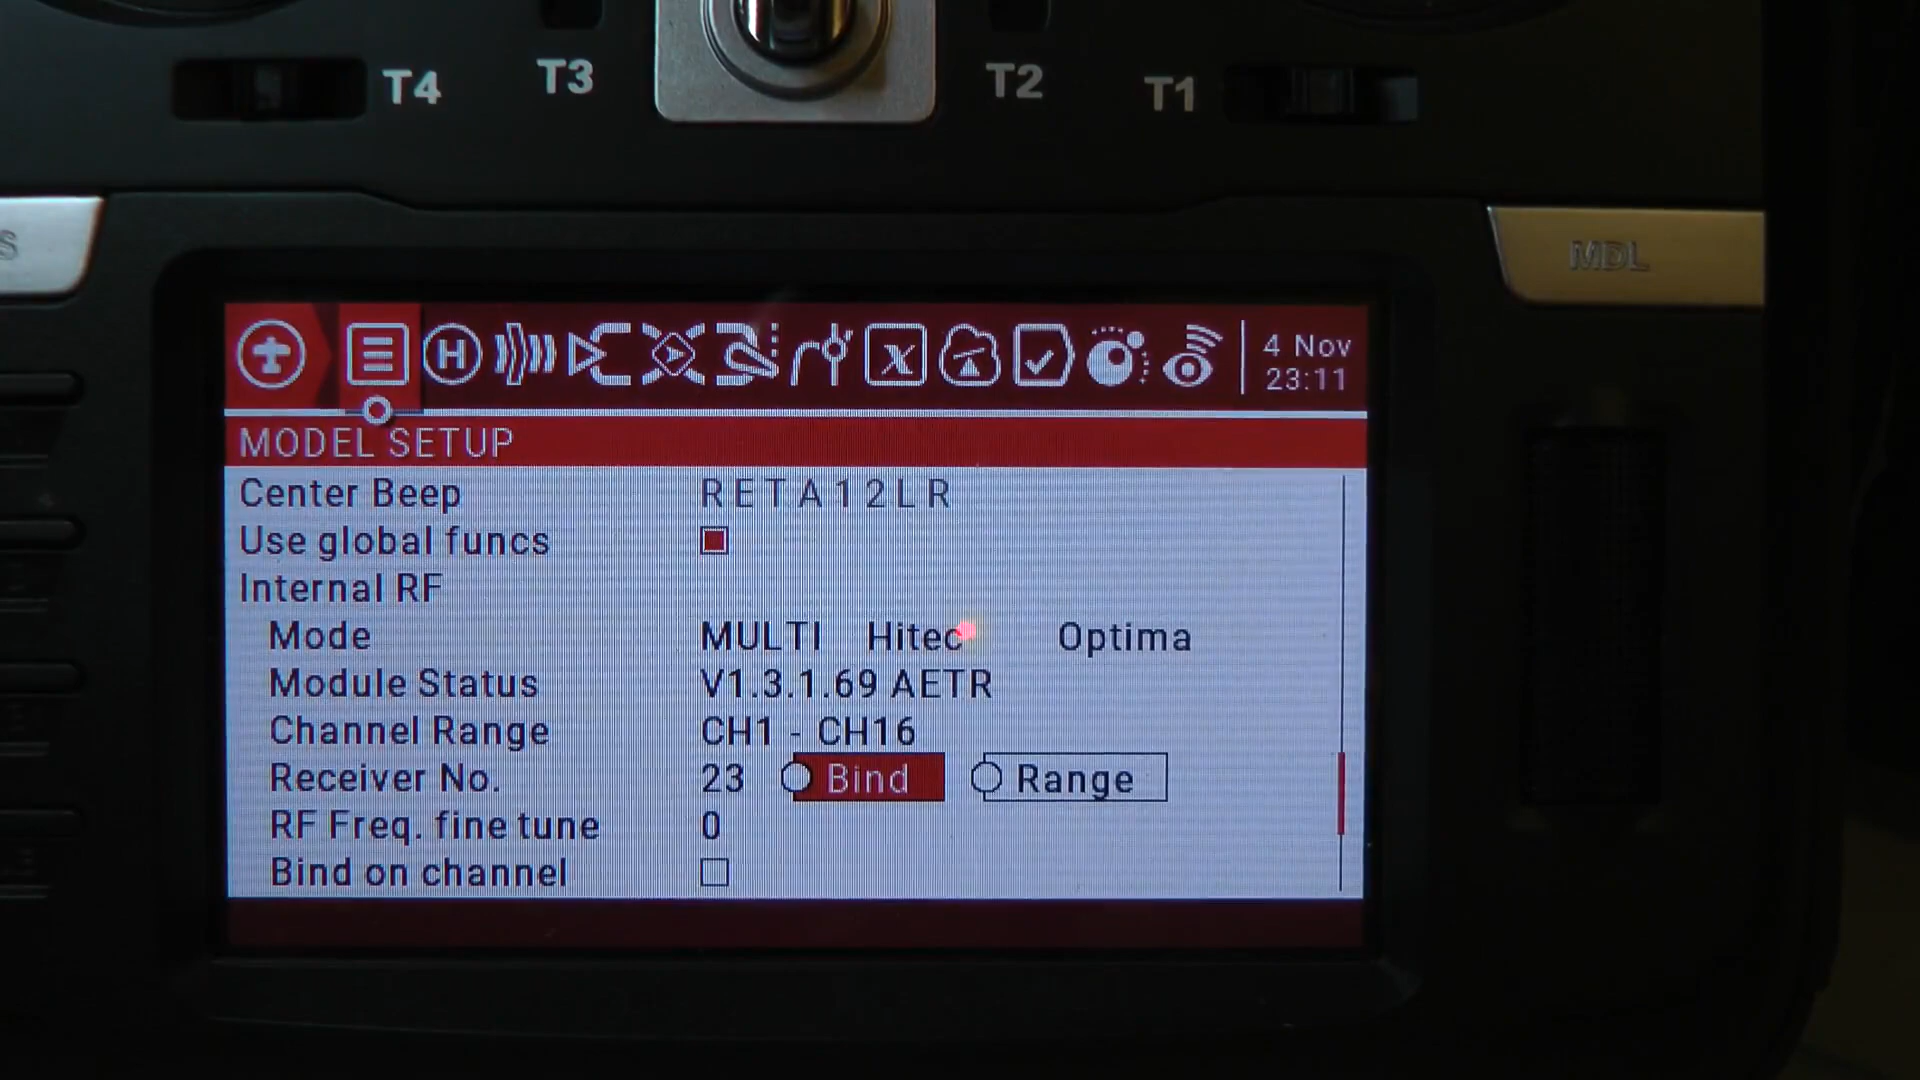 T4 T3 T2 T1
S
MDL
H
x
4 Nov
23:11
MODEL SETUP
Center Beep RETA12LR
Use global funcs
Internal RF
Mode MULTI Hitec Optima
Module Status V1.3.1.69 AETR
Channel Range CH1 - CH16
Receiver No. 23 Bind Range
RF Freq. fine tune 0
Bind on channel